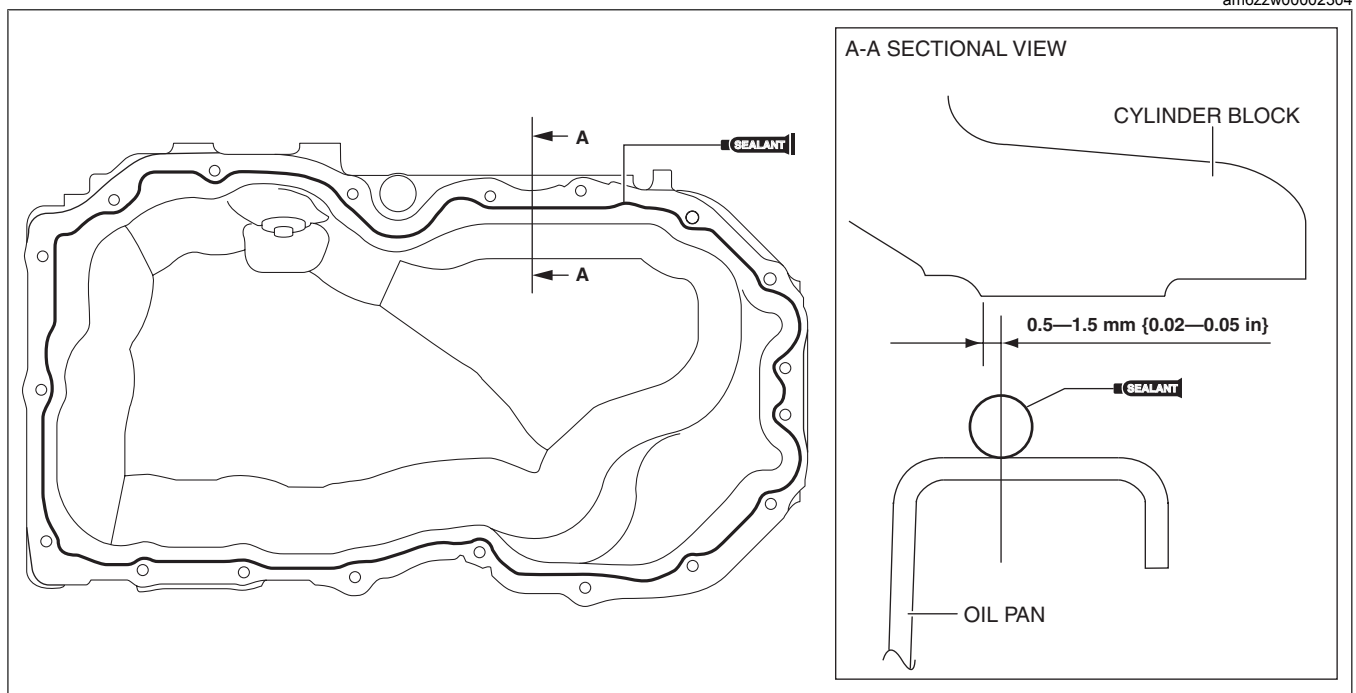 A-A SECTIONAL VIEW
CYLINDER BLOCK
A
SEALANT
A
0.5—1.5 mm {0.02—0.05 in}
SEALANT
OIL PAN